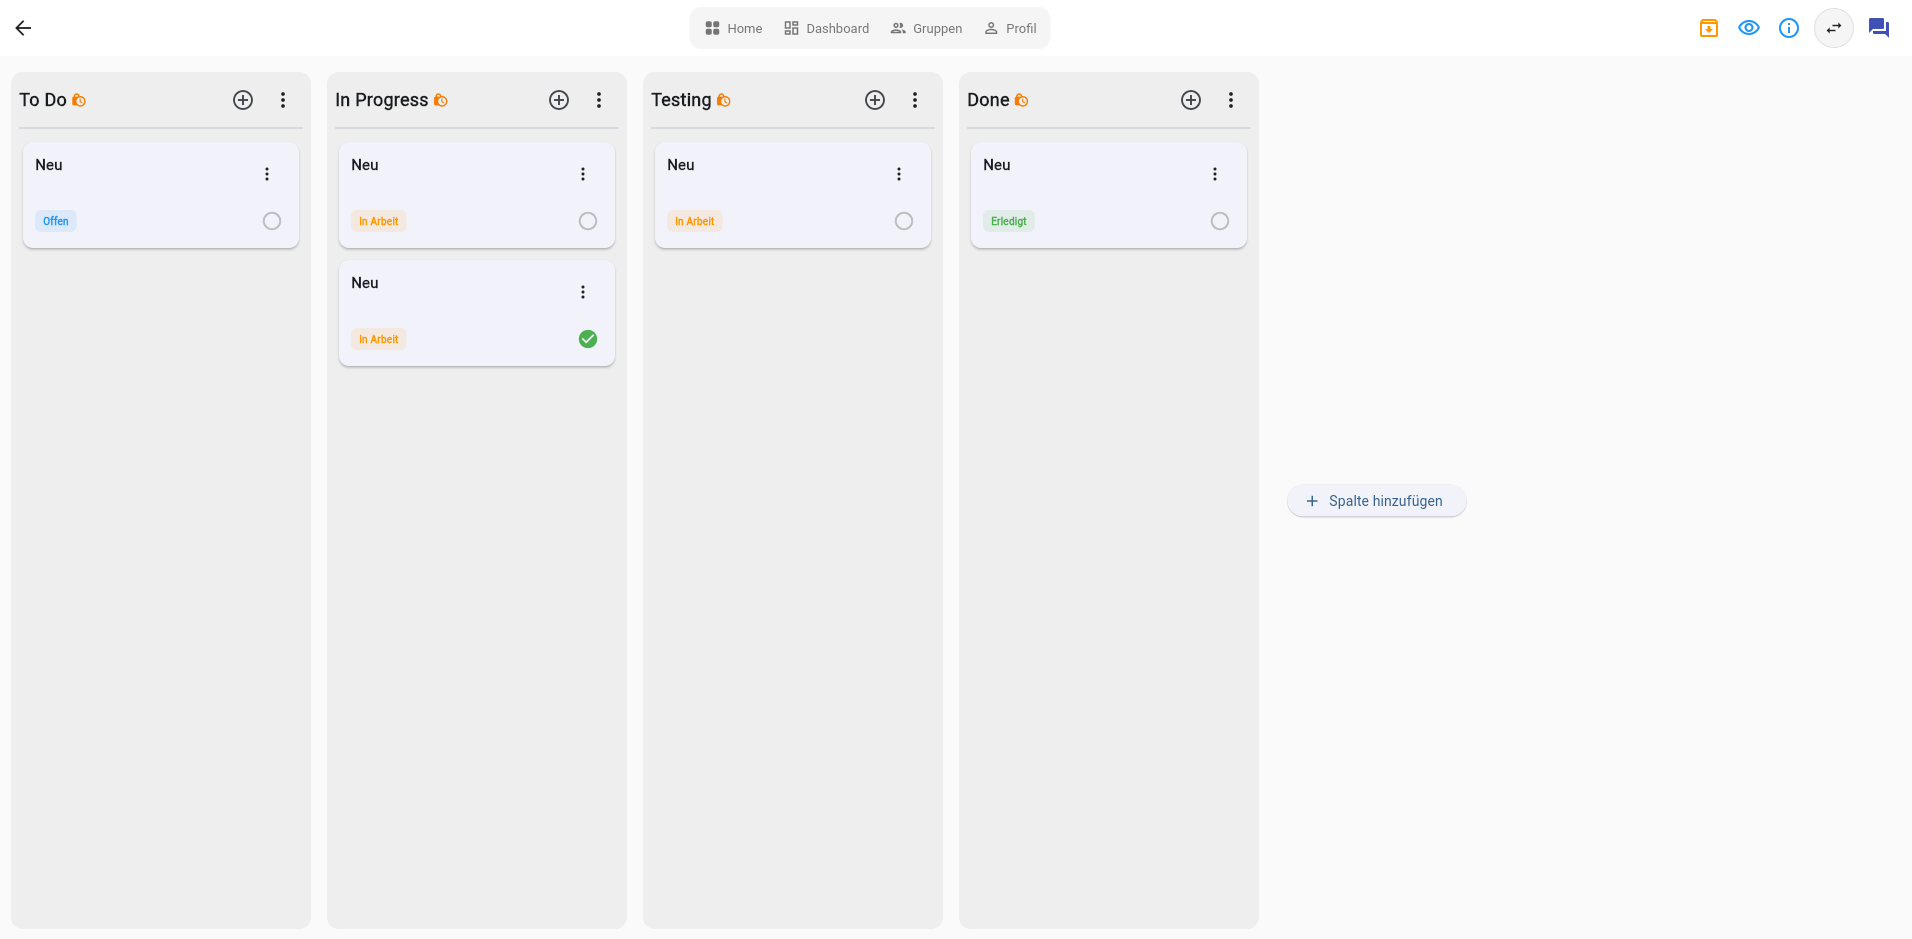 Home Dashboard Gruppen Profil
To Do
Neu
Offen
In Progress
Neu
In Arbeit
Neu
In Arbeit
Testing
Neu
In Arbeit
Done
Neu
Erledigt
Spalte hinzufügen